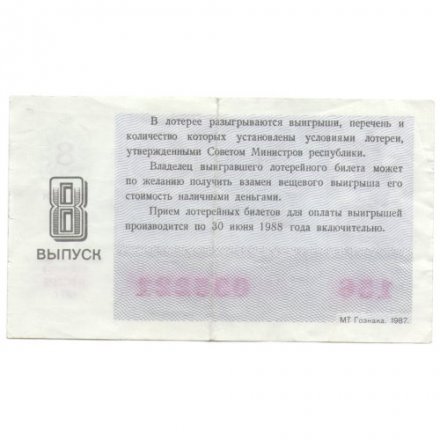 В лотерее разыгрываются выигрыши, перечень и
количество которых установлены условиями лотереи,
утвержденными Советом Министров республики.
Владелец выигравшего лотерейного билета может
по желанию получить взамен вещевого выигрыша его
стоимость наличными деньгами.
Прием лотерейных билетов для оплаты выигрышей
производится по 30 июня 1988 года включительно.
8
ВЫПУСК
МТ Гознака. 1987.